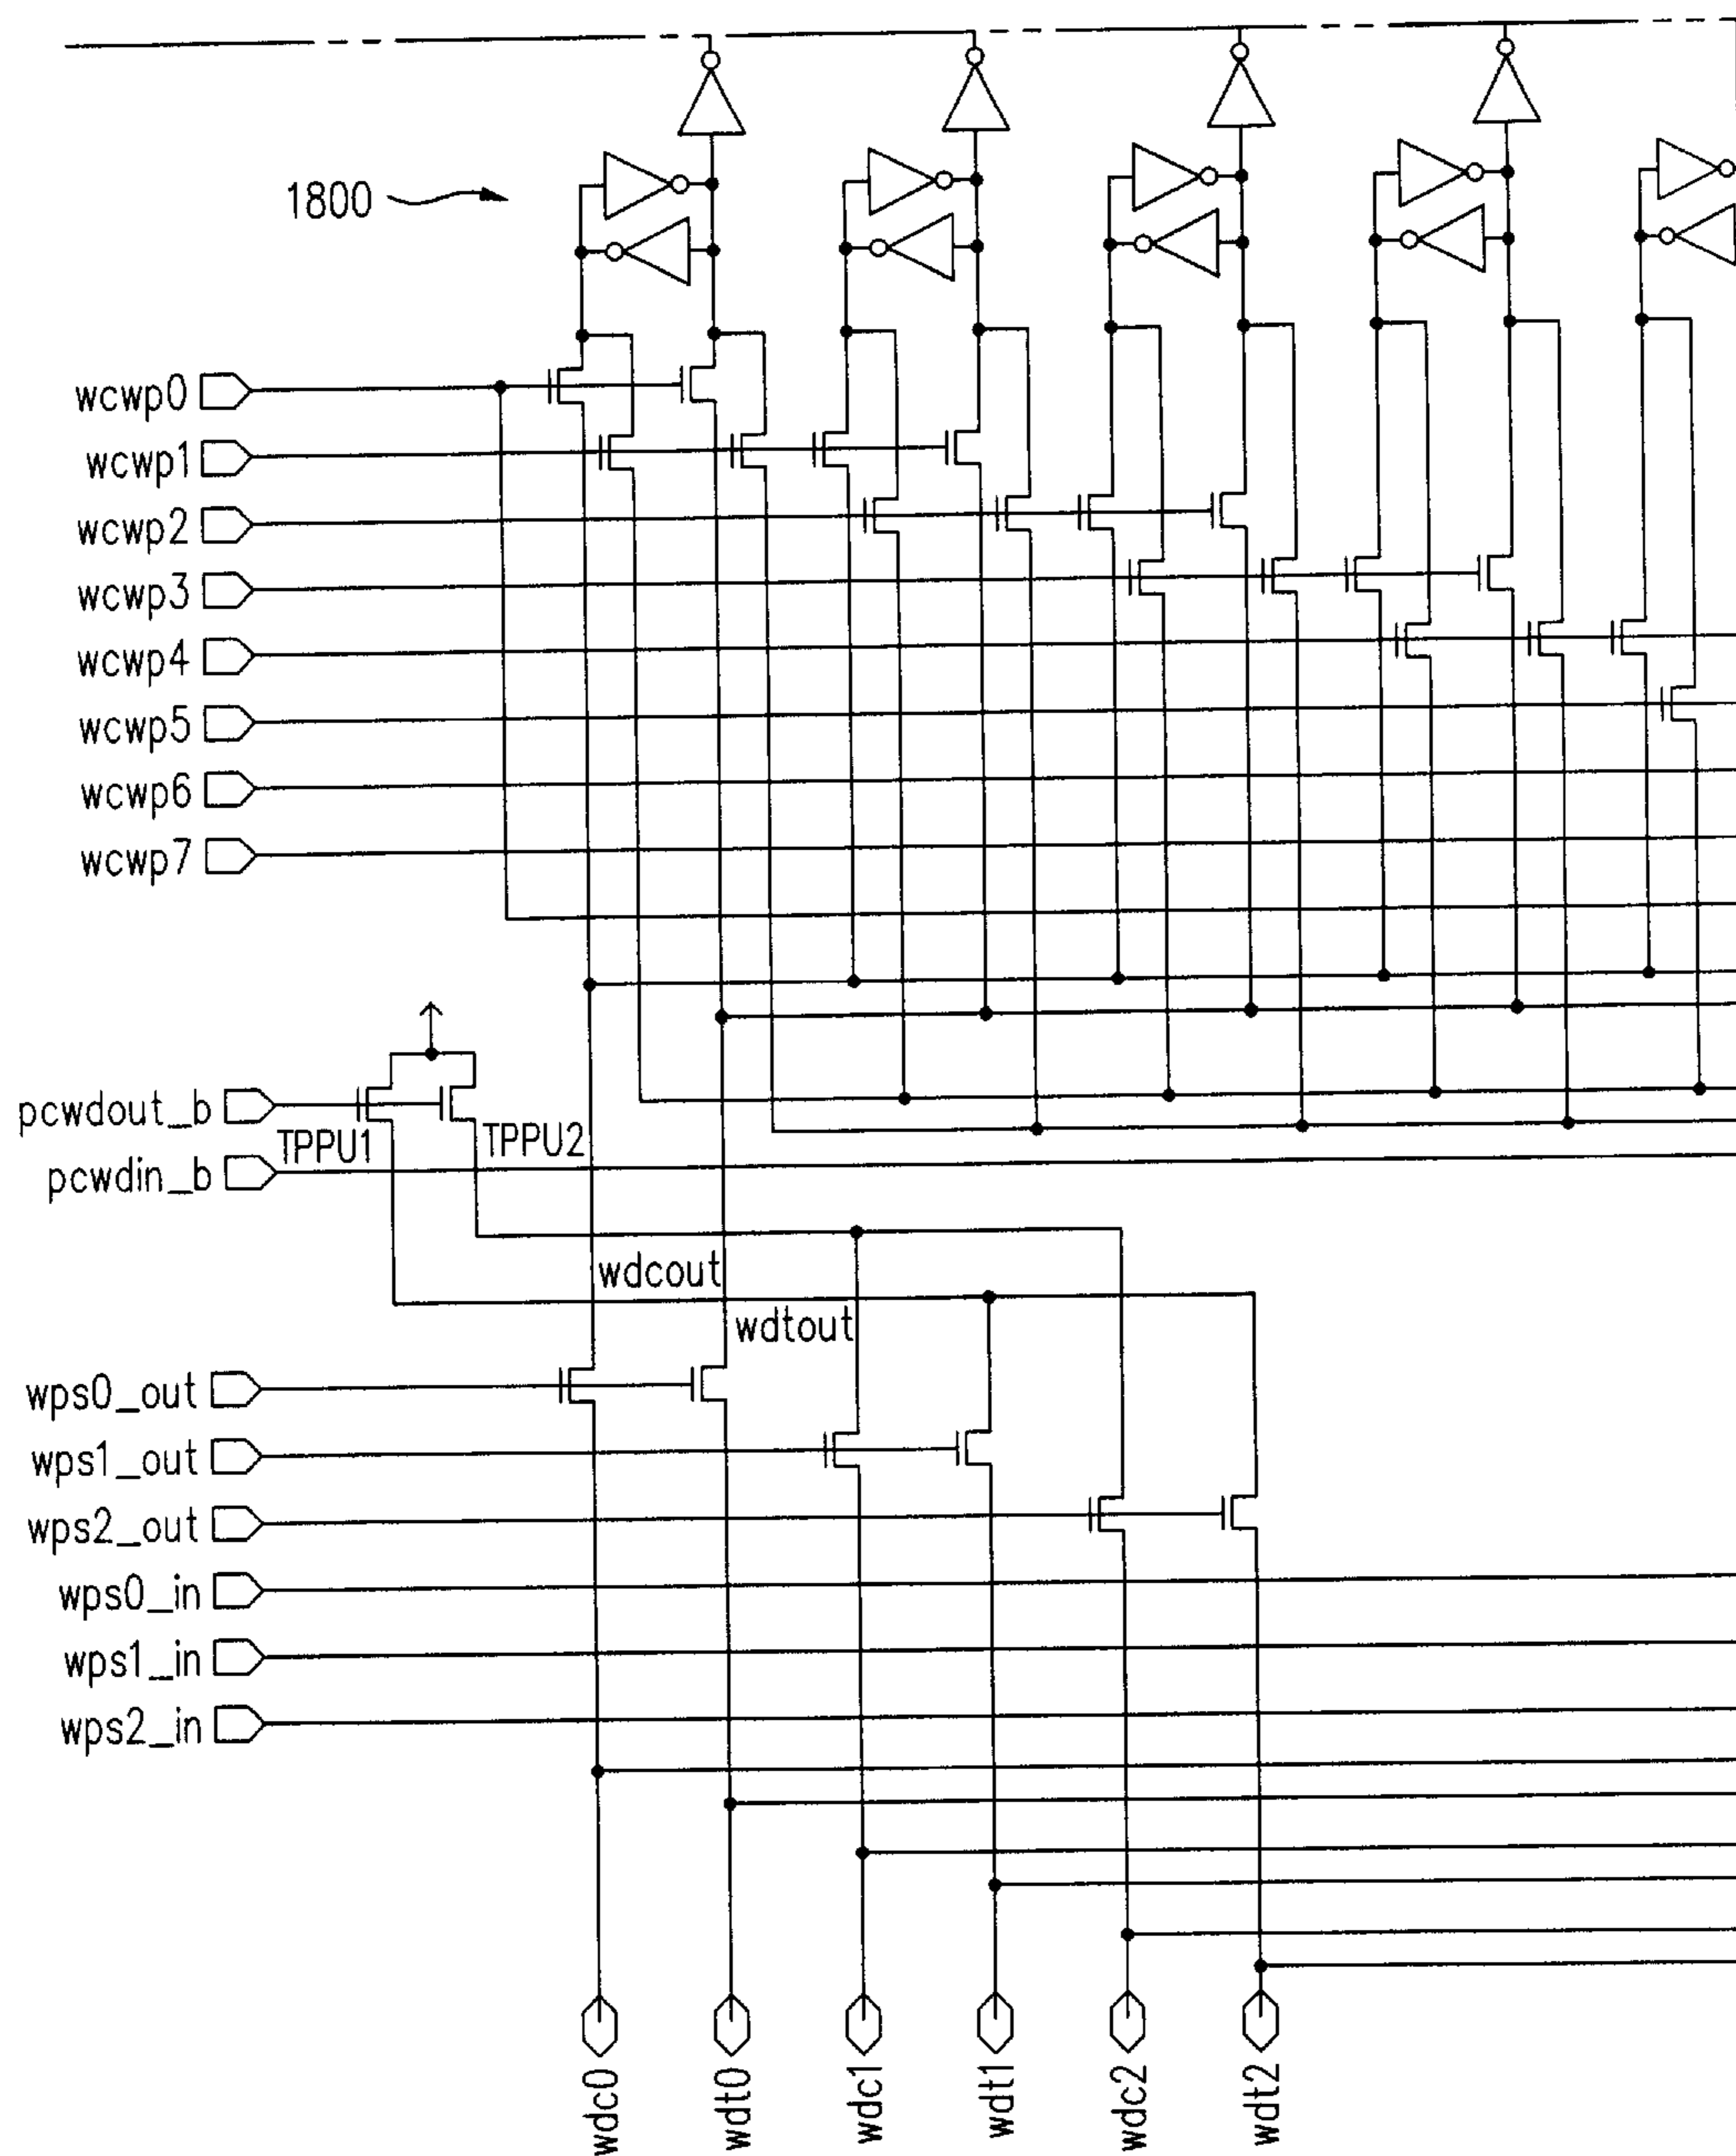 1800
wcwp0
wcwp1
wcwp2
wcwp3
wcwp4
wcwp5
wcwp6
wcwp7
pcwdout_b
TPPU1
TPPU2
pcwdin_b
wdcout
wdtout
wps0_out
wps1_out
wps2_out
wps0_in
wps1_in
wps2_in
wdc0
wdt0
wdc1
wdt1
wdc2
wdt2